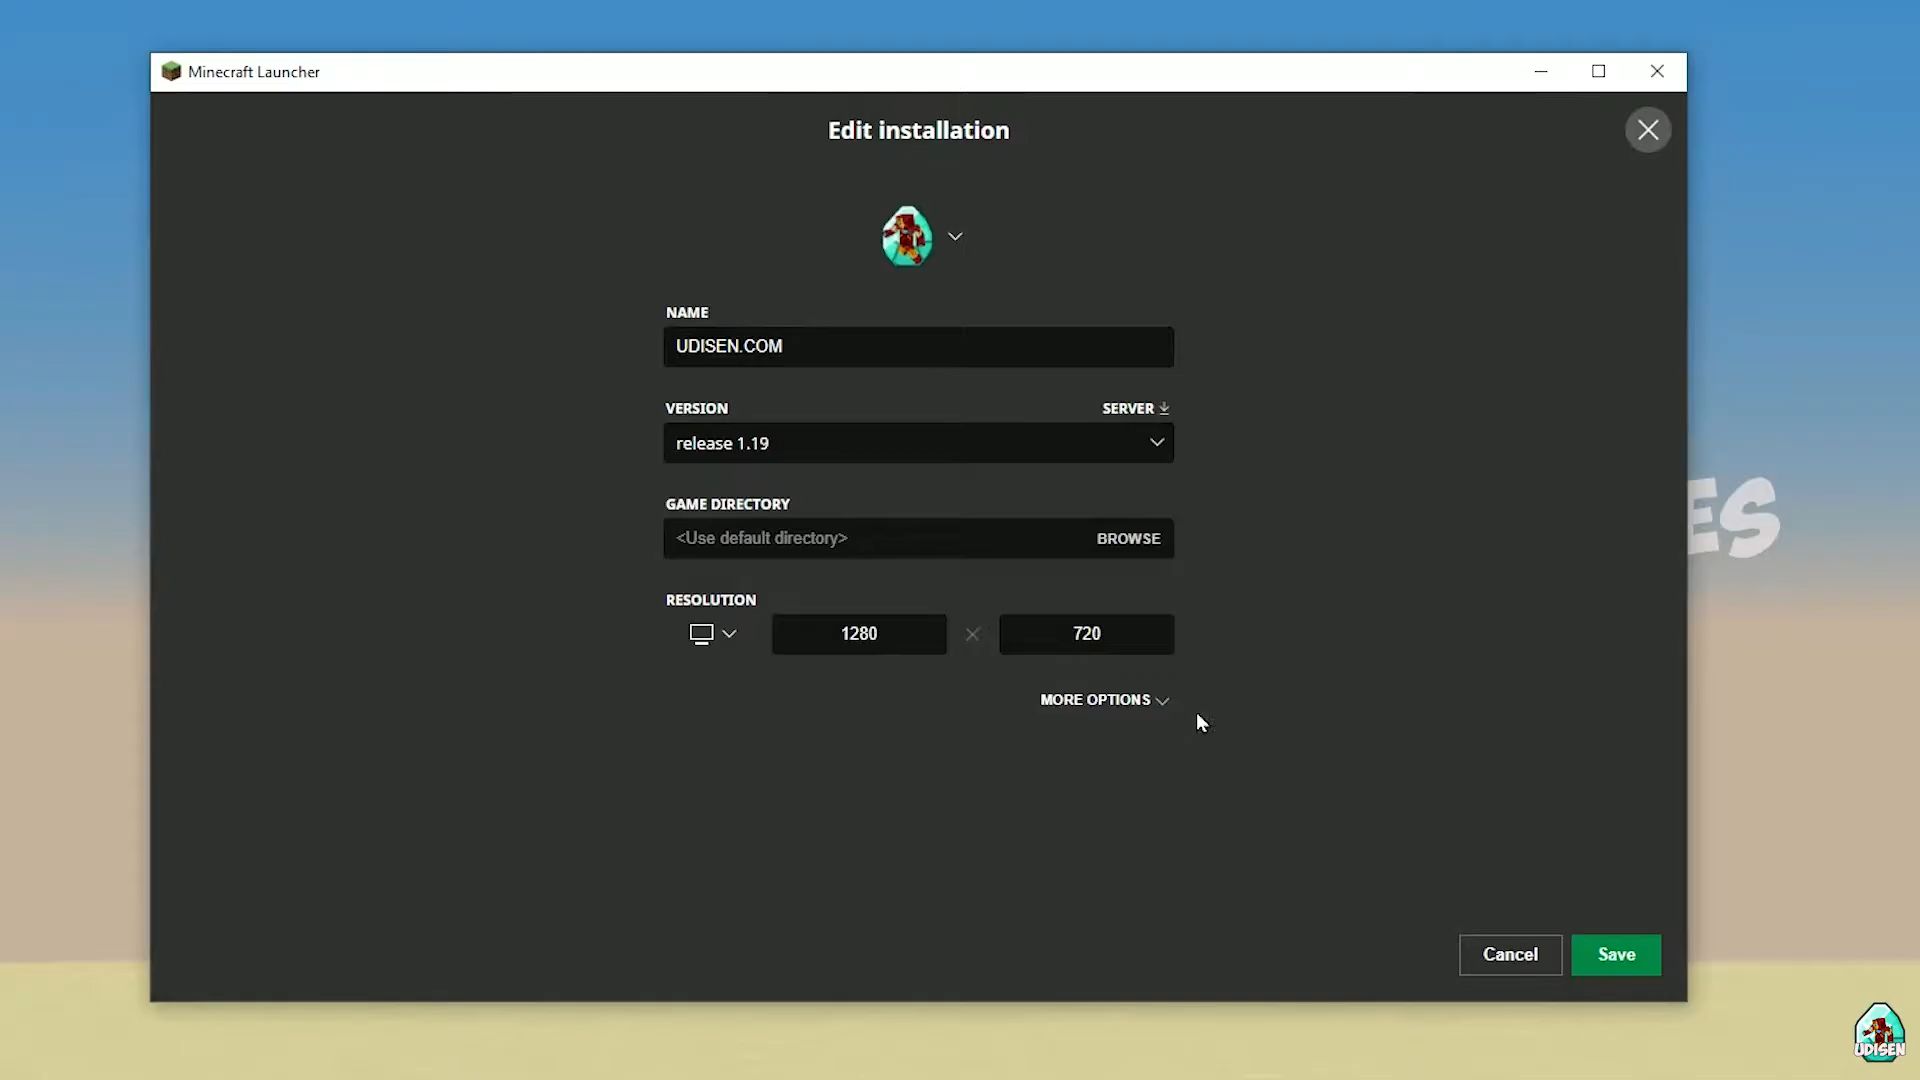 Minecraft Launcher
Edit installation
NAME
UDISEN.COM
VERSION
SERVER
release 1.19
GAME DIRECTORY
<Use default directory>
BROWSE
RESOLUTION
1280
720
MORE OPTIONS
Cancel
Save
ES
UDISEN